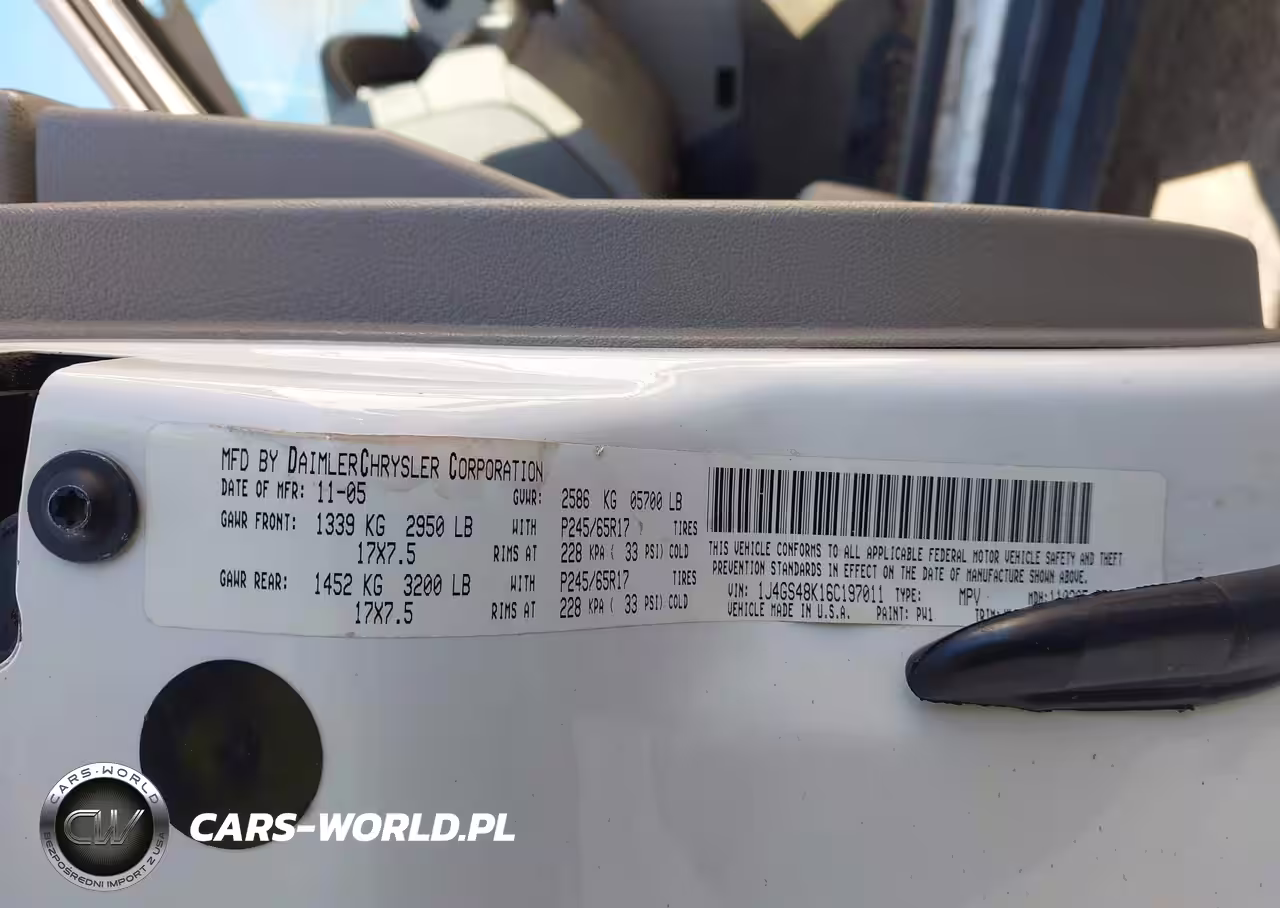 MFD BY DAIMLERCHRYSLER CORPORATION
DATE OF MFR: 11-05 GVWR: 2586 KG 05700 LB
GAWR FRONT: 1339 KG 2950 LB WITH P245/65R17 TIRES
17X7.5 RIMS AT 228 KPA ( 33 PSI) COLD
GAWR REAR: 1452 KG 3200 LB WITH P245/65R17 TIRES
17X7.5 RIMS AT 228 KPA ( 33 PSI) COLD
THIS VEHICLE CONFORMS TO ALL APPLICABLE FEDERAL MOTOR VEHICLE SAFETY AND THEFT
PREVENTION STANDARDS IN EFFECT ON THE DATE OF MANUFACTURE SHOWN ABOVE.
VIN: 1J4GS48K16C197011 TYPE: MPV MDH:
VEHICLE MADE IN U.S.A. PAINT: PW1
CARS-WORLD
CW
BEZPOŚREDNI IMPORT Z USA
CARS-WORLD.PL